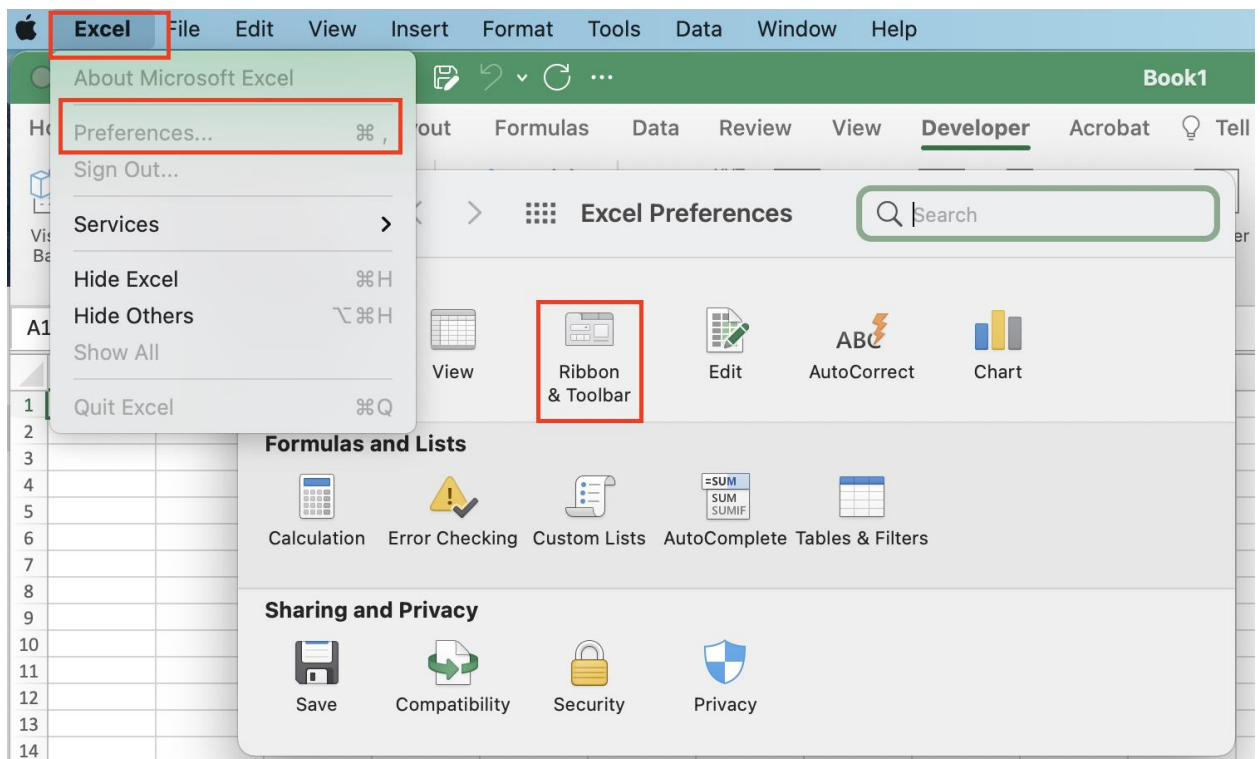 Excel File Edit View Insert Format Tools Data Window Help
About Microsoft Excel
Book1
Preferences... ⌘ ,
Formulas Data Review View Developer Acrobat Tell
Sign Out...
Excel Preferences
Search
Services
Hide Excel ⌘H
Hide Others ⌥⌘H
Show All
Quit Excel ⌘Q
A1
View
Ribbon
& Toolbar
Edit
ABC
AutoCorrect
Chart
1
2
3
4
5
6
7
8
9
10
11
12
13
14
Formulas and Lists
=SUM
SUM
SUMIF
Calculation Error Checking Custom Lists AutoComplete Tables & Filters
Sharing and Privacy
Save Compatibility Security Privacy